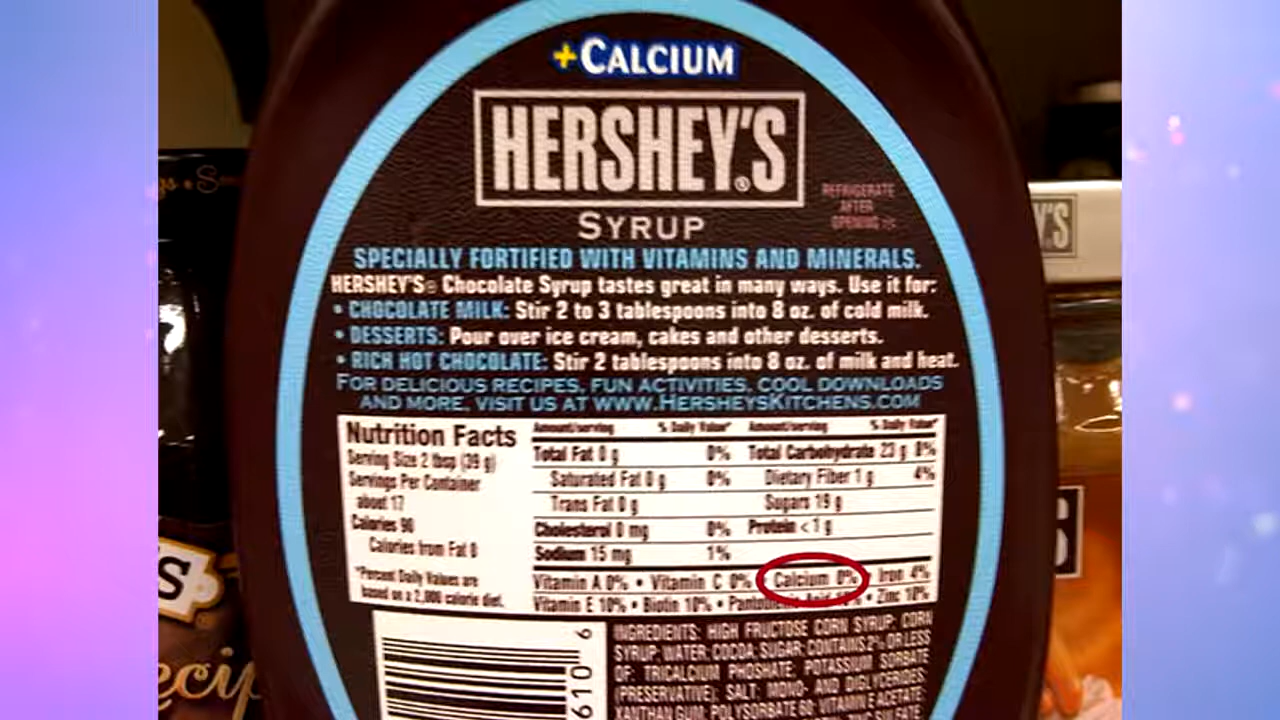 +CALCIUM
HERSHEY'S®
SYRUP
REFRIGERATE
AFTER
OPENING
SPECIALLY FORTIFIED WITH VITAMINS AND MINERALS.
HERSHEY'S® Chocolate Syrup tastes great in many ways. Use it for:
• CHOCOLATE MILK: Stir 2 to 3 tablespoons into 8 oz. of cold milk.
• DESSERTS: Pour over ice cream, cakes and other desserts.
• RICH HOT CHOCOLATE: Stir 2 tablespoons into 8 oz. of milk and heat.
FOR DELICIOUS RECIPES, FUN ACTIVITIES, COOL DOWNLOADS
AND MORE, VISIT US AT WWW.HERSHEYSKITCHENS.COM
Nutrition Facts
Serving Size 2 tbsp (39 g)
Servings Per Container
about 17
Calories 90
Calories from Fat 0
*Percent Daily Values are
based on a 2,000 calorie diet.
Amount/serving % Daily Value* Amount/serving % Daily Value*
Total Fat 0 g 0% Total Carbohydrate 23 g 8%
Saturated Fat 0 g 0% Dietary Fiber 1 g 4%
Trans Fat 0 g Sugars 19 g
Cholesterol 0 mg 0% Protein <1 g
Sodium 15 mg 1%
Vitamin A 0% • Vitamin C 0% • Calcium 0% • Iron 4%
Vitamin E 10% • Biotin 10% • Pantothenic Acid 10% • Zinc 10%
INGREDIENTS: HIGH FRUCTOSE CORN SYRUP; CORN
SYRUP; WATER; COCOA; SUGAR; CONTAINS 2% OR LESS
OF: TRICALCIUM PHOSHATE; POTASSIUM SORBATE
(PRESERVATIVE); SALT; MONO- AND DIGLYCERIDES;
XANTHAN GUM; POLYSORBATE 60; VITAMIN E ACETATE;
610 6
Y'S
S
ecip